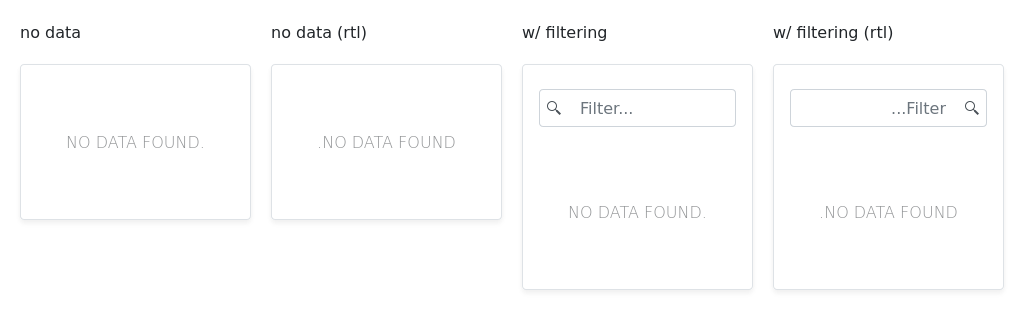 no data
NO DATA FOUND.
no data (rtl)
.NO DATA FOUND
w/ filtering
Filter...
NO DATA FOUND.
w/ filtering (rtl)
...Filter
.NO DATA FOUND